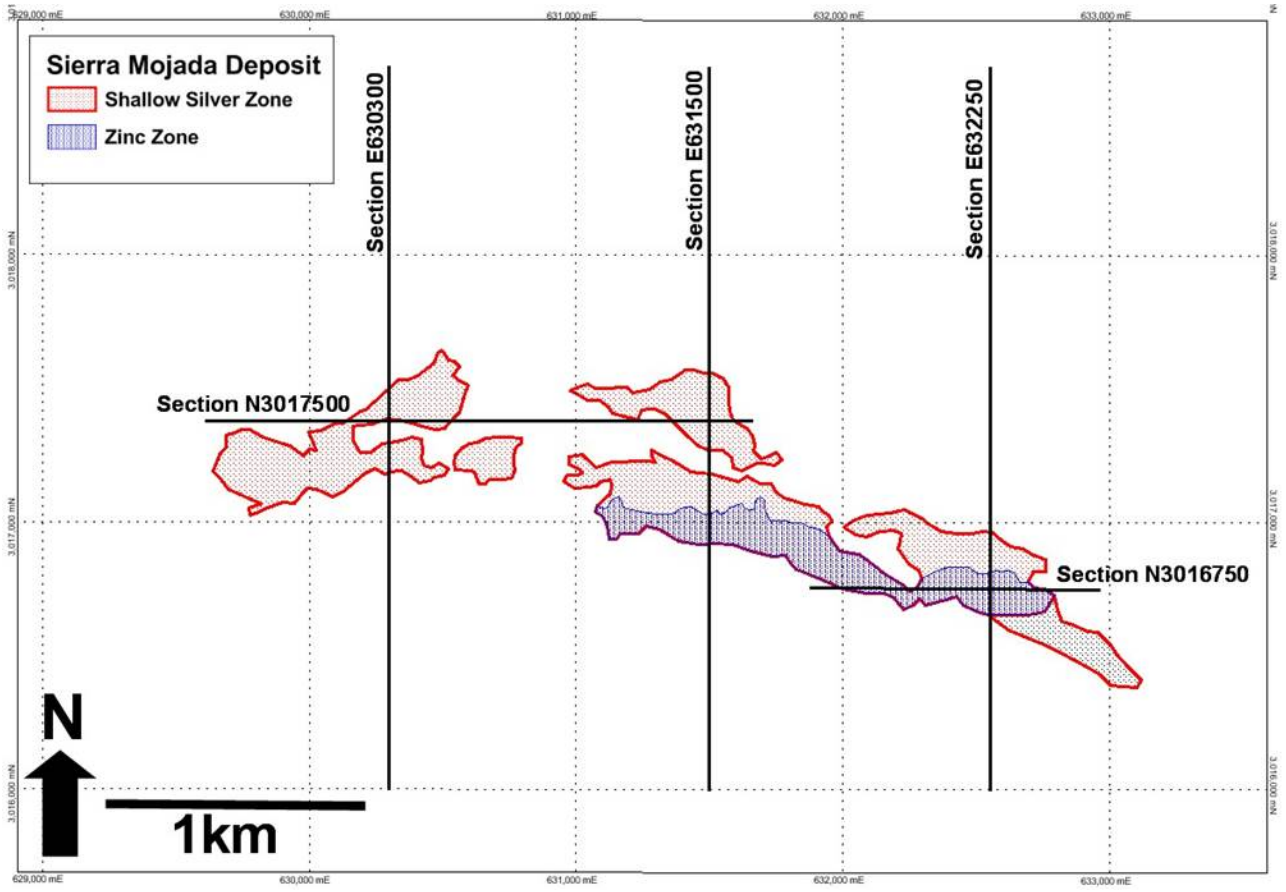 629,000 mE
630,000 mE
631,000 mE
632,000 mE
633,000 mE
Sierra Mojada Deposit
Shallow Silver Zone
Zinc Zone
Section E630300
Section E631500
Section E632250
3,018,000 mN
3,018,000 mN
Section N3017500
3,017,000 mN
3,017,000 mN
Section N3016750
N
3,016,000 mN
3,016,000 mN
1km
629,000 mE
630,000 mE
631,000 mE
632,000 mE
633,000 mE